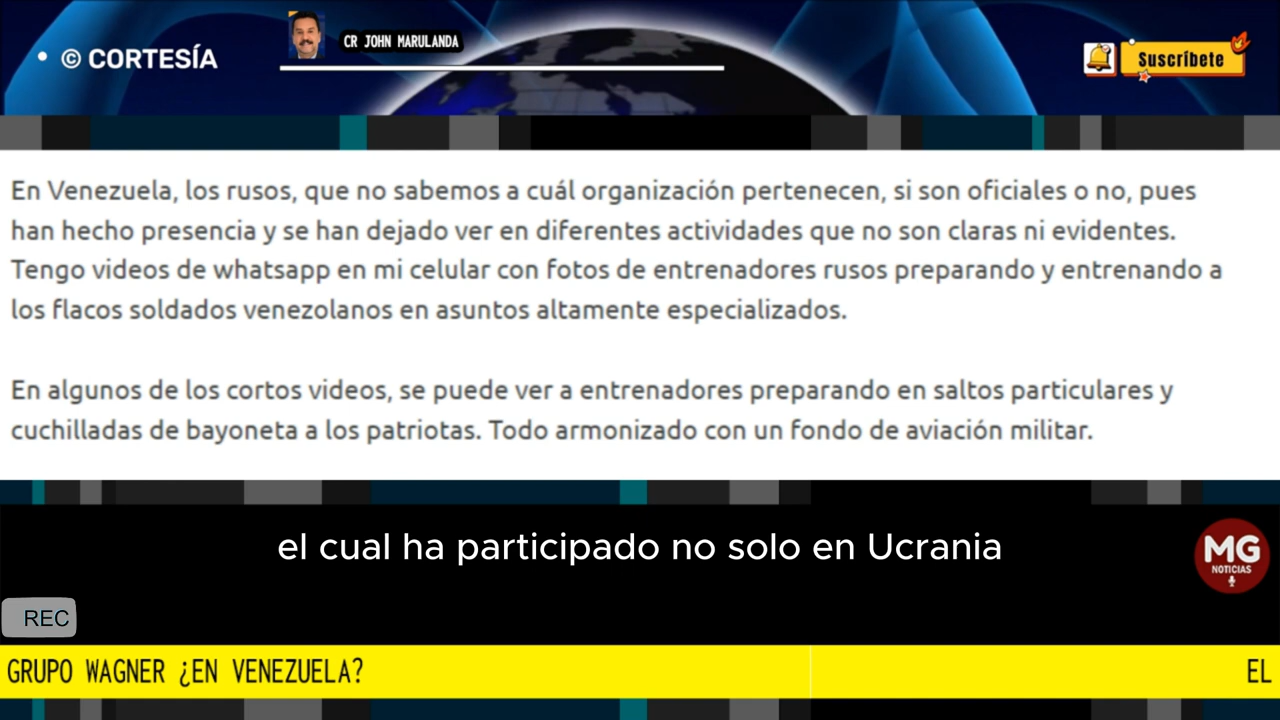 © CORTESÍA
CR JOHN MARULANDA
Suscríbete
En Venezuela, los rusos, que no sabemos a cuál organización pertenecen, si son oficiales o no, pues
han hecho presencia y se han dejado ver en diferentes actividades que no son claras ni evidentes.
Tengo videos de whatsapp en mi celular con fotos de entrenadores rusos preparando y entrenando a
los flacos soldados venezolanos en asuntos altamente especializados.
En algunos de los cortos videos, se puede ver a entrenadores preparando en saltos particulares y
cuchilladas de bayoneta a los patriotas. Todo armonizado con un fondo de aviación militar.
el cual ha participado no solo en Ucrania
MG
NOTICIAS
REC
GRUPO WAGNER ¿EN VENEZUELA?
EL